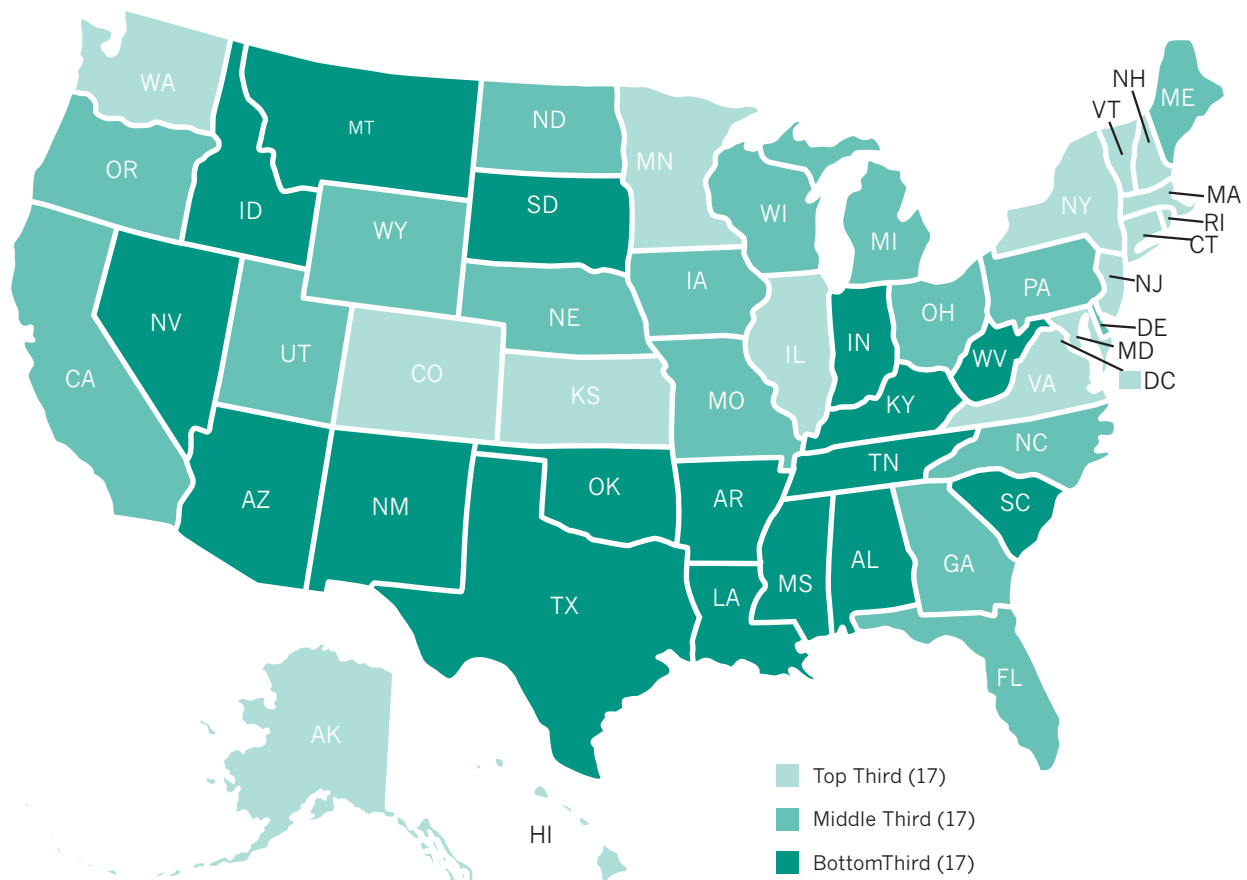 WA
MT
ND
MN
OR
ID
SD
WY
WI
MI
NH
VT
ME
NY
MA
RI
CT
NV
UT
CO
NE
IA
IL
IN
OH
PA
NJ
DE
MD
DC
CA
KS
MO
KY
WV
VA
AZ
NM
OK
AR
TN
NC
SC
TX
LA
MS
AL
GA
FL
AK
HI
Top Third (17)
Middle Third (17)
BottomThird (17)